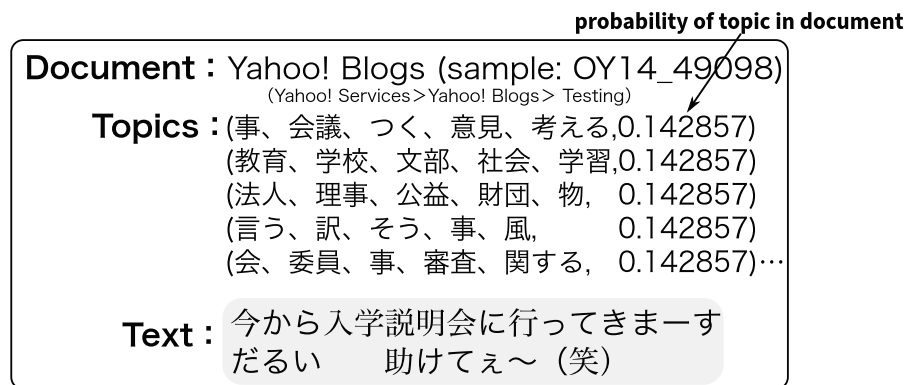 probability of topic in document
Document：Yahoo! Blogs (sample: OY14_49098)
（Yahoo! Services＞Yahoo! Blogs＞ Testing）
Topics：(事、会議、つく、意見、考える,0.142857)
(教育、学校、文部、社会、学習,0.142857)
(法人、理事、公益、財団、物, 0.142857)
(言う、訳、そう、事、風, 0.142857)
(会、委員、事、審査、関する, 0.142857)…
Text：今から入学説明会に行ってきまーす
だるい　　助けてぇ〜（笑）